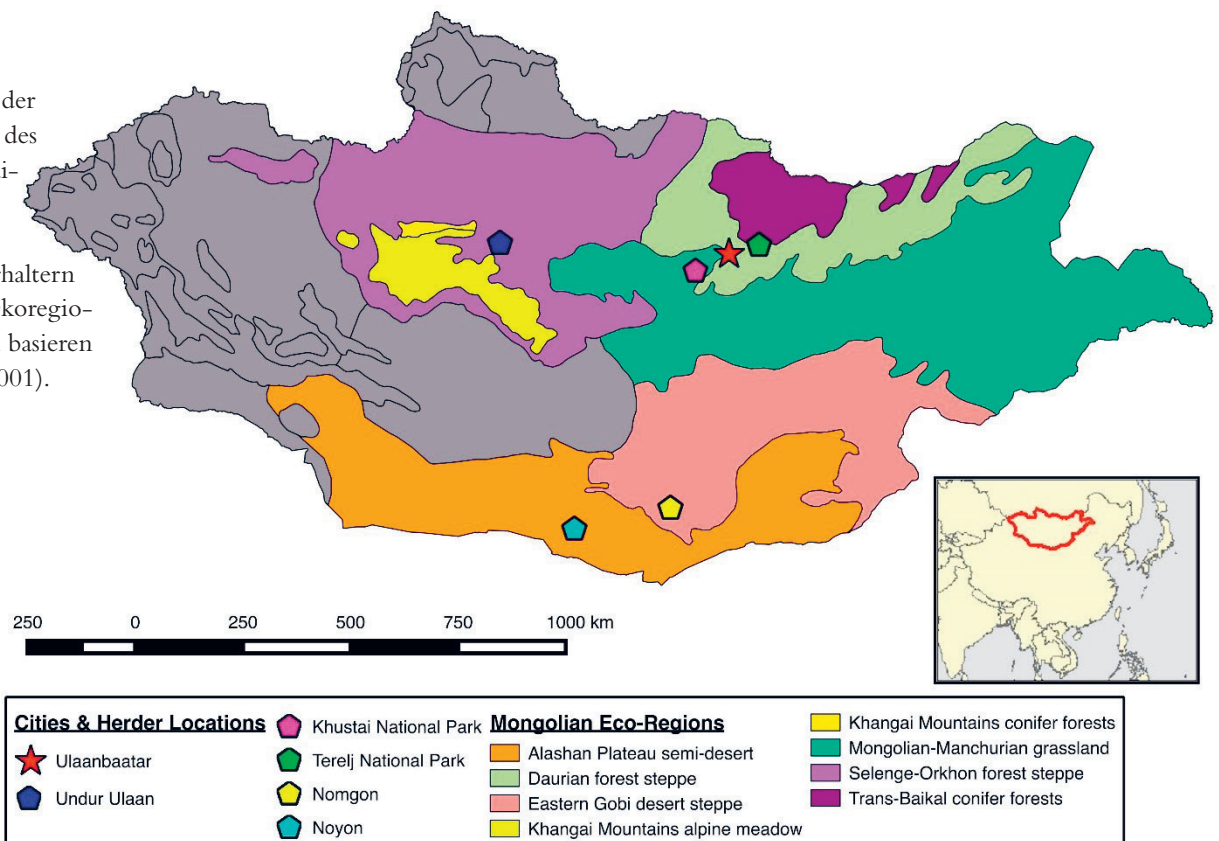 der
des
rhaltern
basieren
001).
250 0 250 500 750 1000 km
Cities & Herder Locations
Ulaanbaatar
Undur Ulaan
Khustai National Park
Terelj National Park
Nomgon
Noyon
Mongolian Eco-Regions
Alashan Plateau semi-desert
Daurian forest steppe
Eastern Gobi desert steppe
Khangai Mountains alpine meadow
Khangai Mountains conifer forests
Mongolian-Manchurian grassland
Selenge-Orkhon forest steppe
Trans-Baikal conifer forests